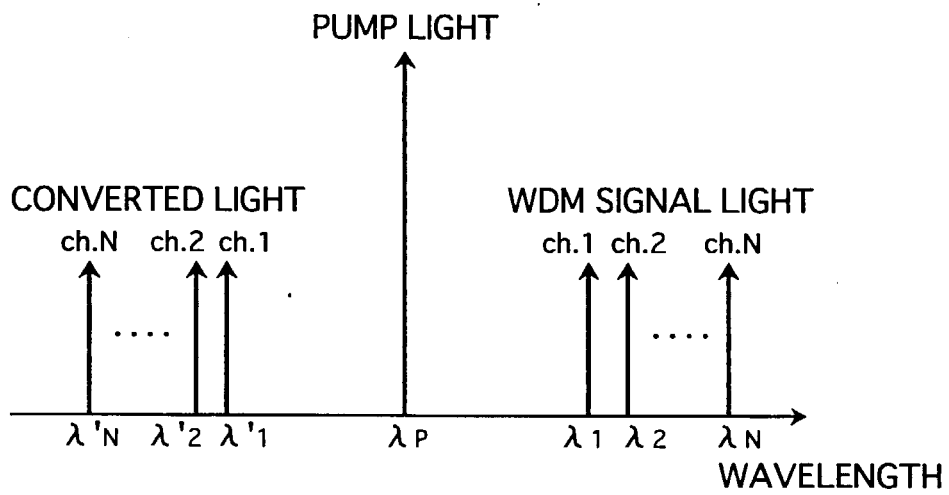 PUMP LIGHT
CONVERTED LIGHT
WDM SIGNAL LIGHT
ch.N ch.2 ch.1
ch.1 ch.2 ch.N
λ'N λ'2 λ'1 λP λ1 λ2 λN
WAVELENGTH